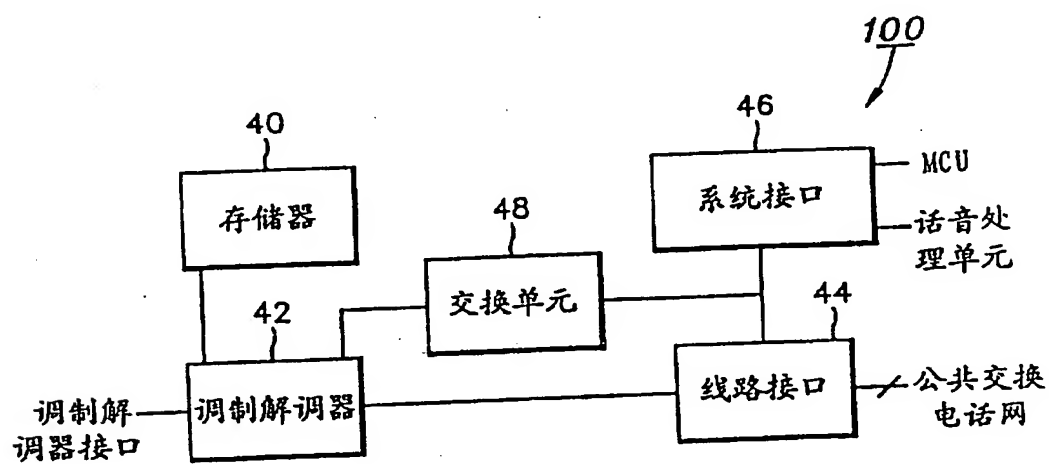 100
40
46
存储器
系统接口
MCU
话音处
理单元
48
交换单元
42
44
调制解
调器接口
调制解调器
线路接口
公共交换
电话网